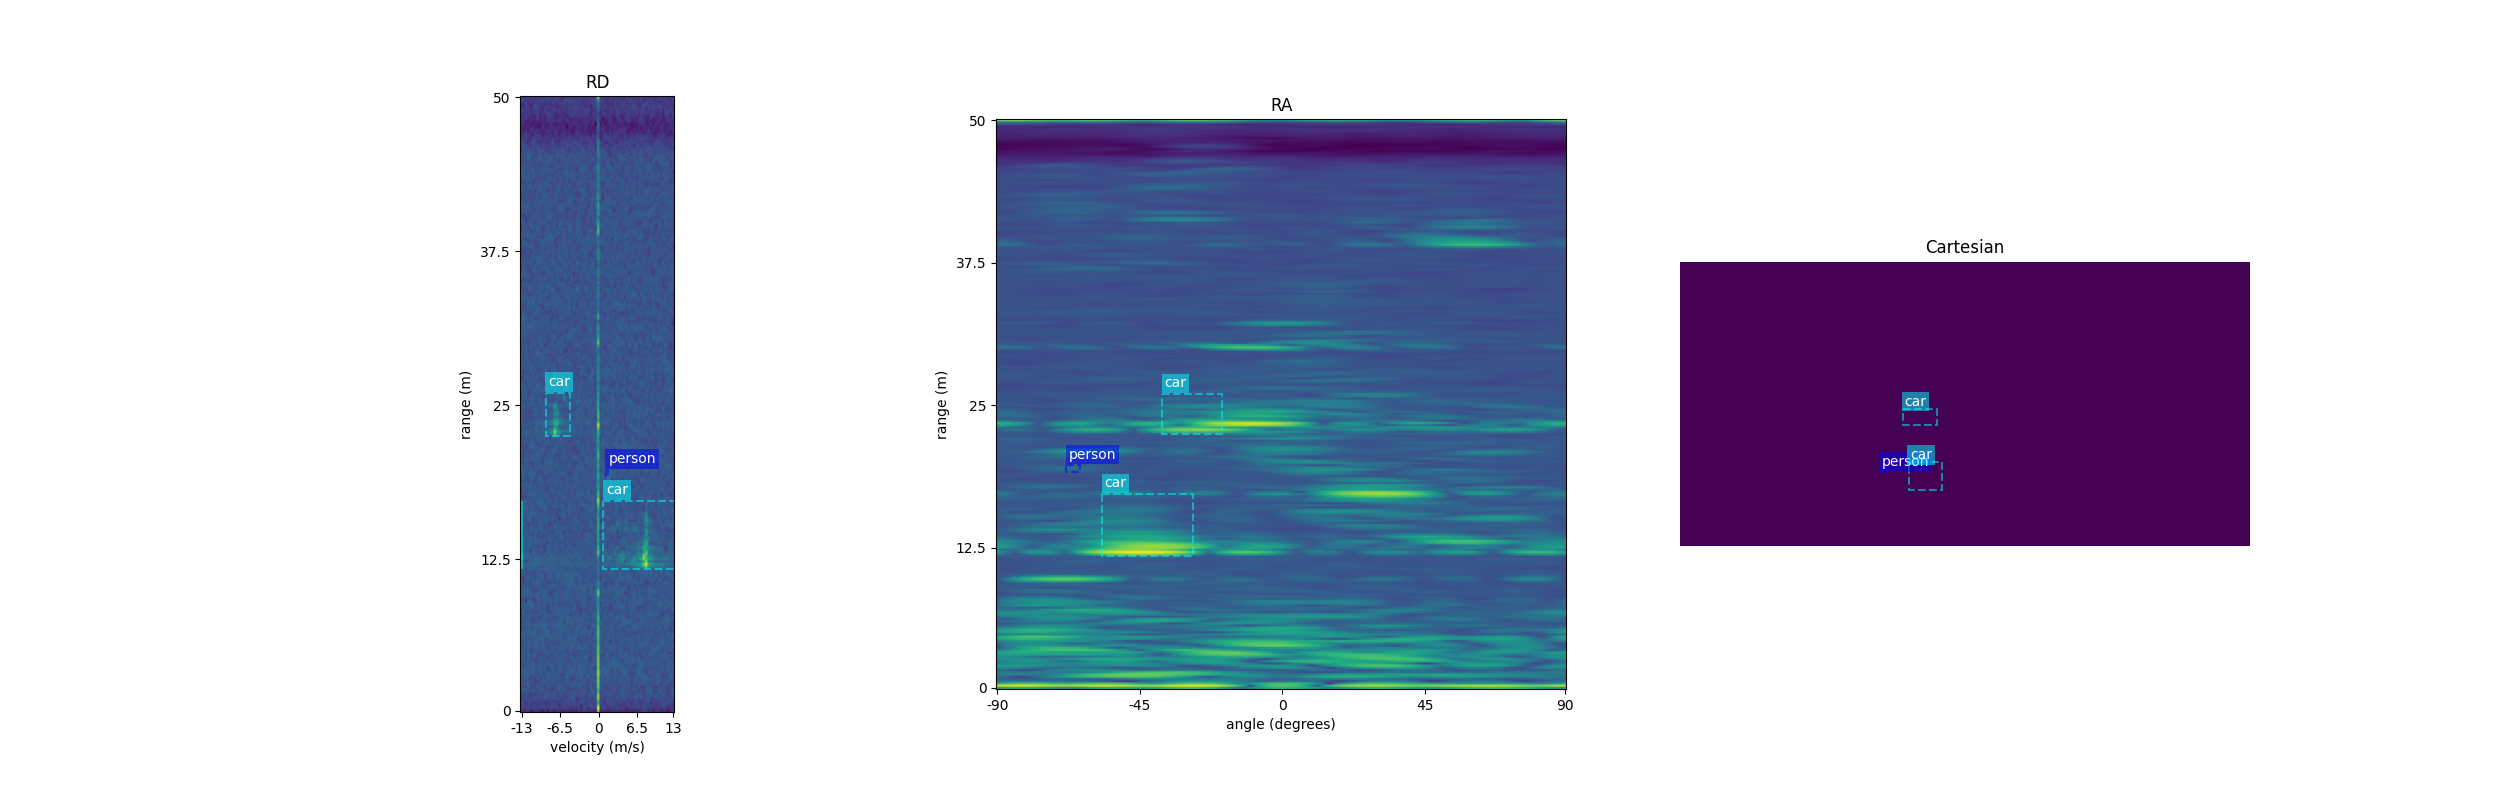 RD
50
37.5
25
12.5
0
range (m)
car
person
car
-13
-6.5
0
6.5
13
velocity (m/s)
RA
50
37.5
25
12.5
0
range (m)
car
person
car
-90
-45
0
45
90
angle (degrees)
Cartesian
car
car
person